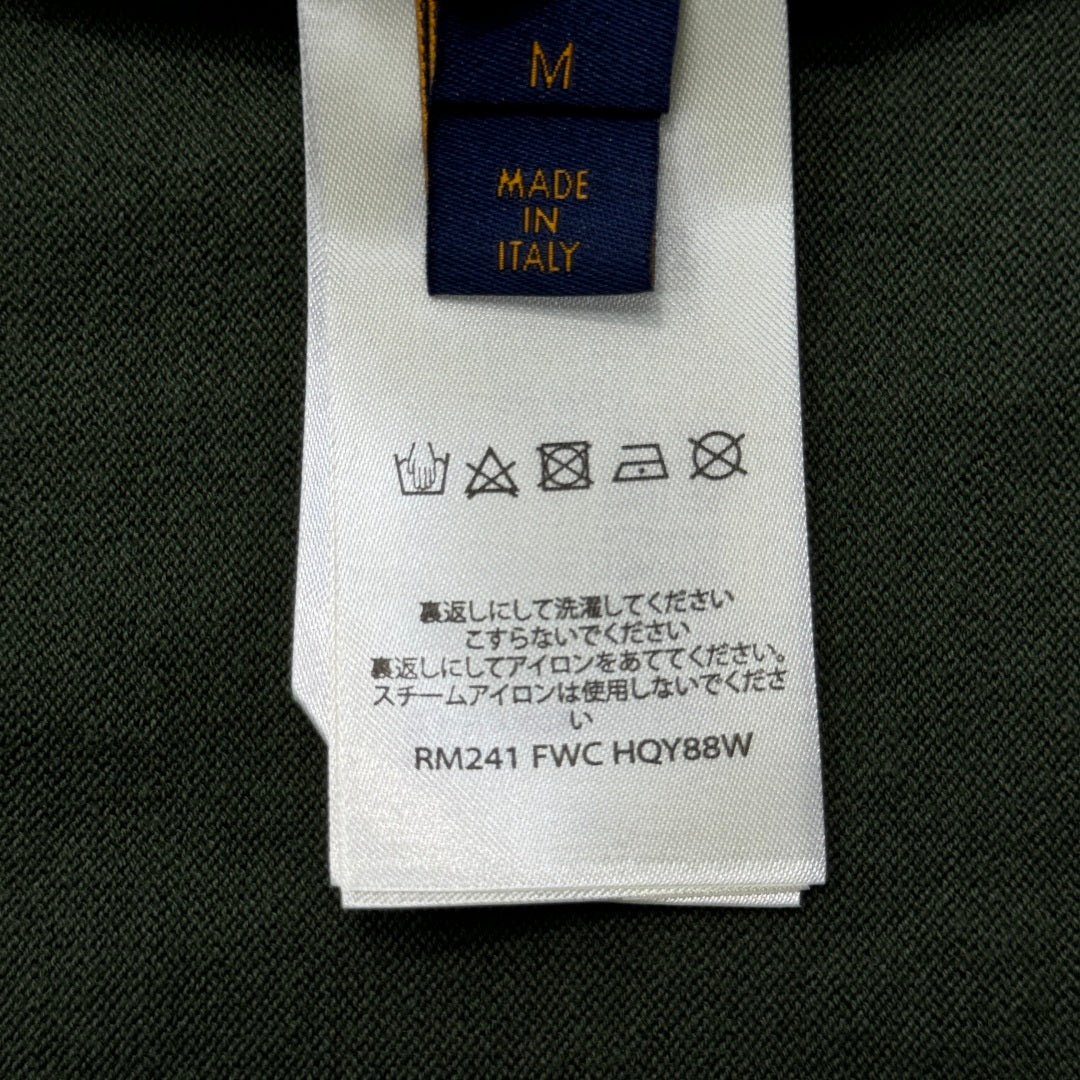 M
MADE
IN
ITALY
裏返しにして洗濯してください
こすらないでください
裏返しにしてアイロンをあててください。
スチームアイロンは使用しないでくださ
い
RM241 FWC HQY88W